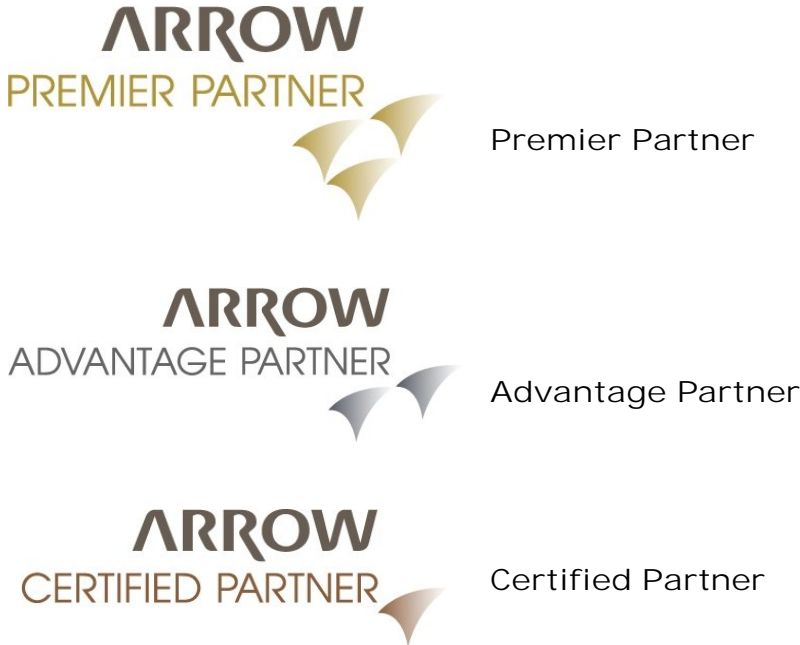 ARROW
PREMIER PARTNER
Premier Partner
ARROW
ADVANTAGE PARTNER
Advantage Partner
ARROW
CERTIFIED PARTNER
Certified Partner